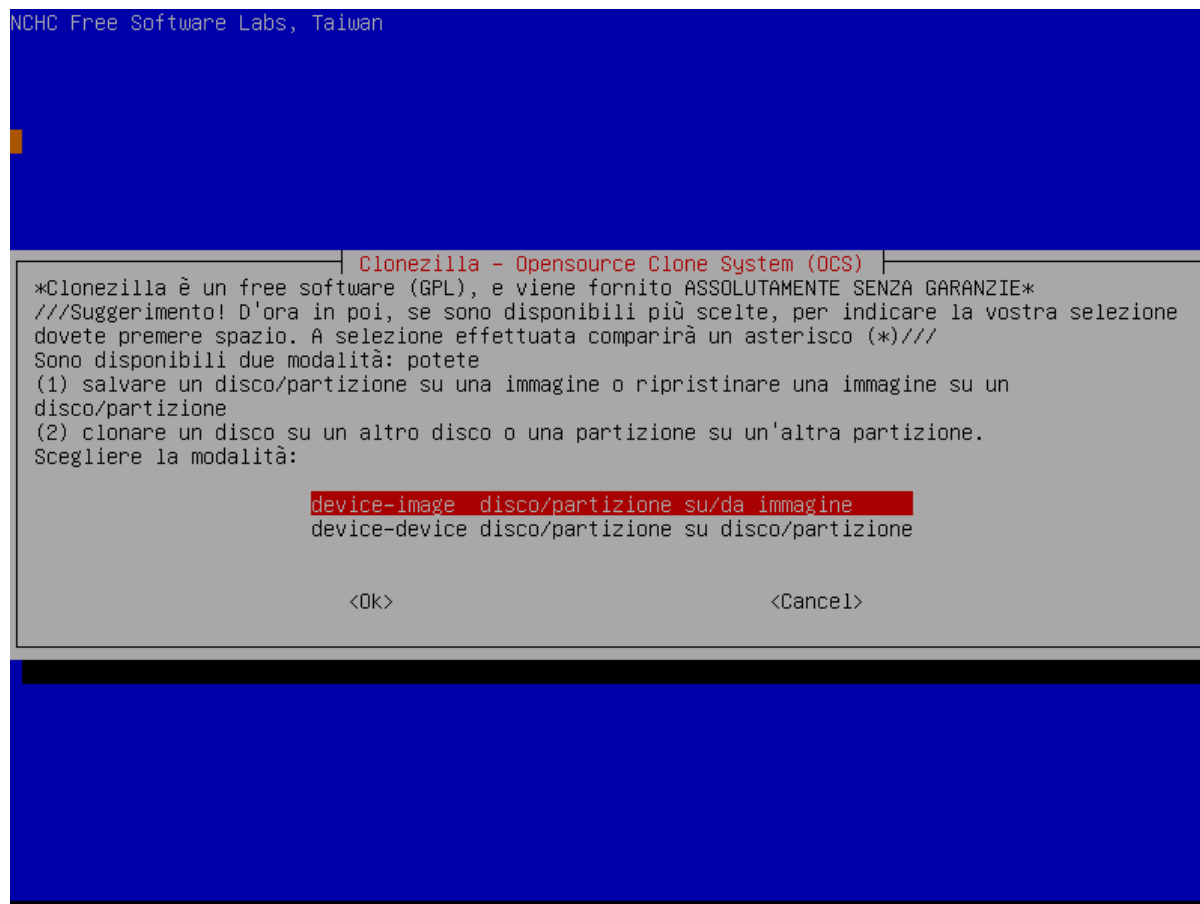 NCHC Free Software Labs, Taiwan
Clonezilla - Opensource Clone System (OCS)
*Clonezilla è un free software (GPL), e viene fornito ASSOLUTAMENTE SENZA GARANZIE*
///Suggerimento! D'ora in poi, se sono disponibili più scelte, per indicare la vostra selezione
dovete premere spazio. A selezione effettuata comparirà un asterisco (*)///
Sono disponibili due modalità: potete
(1) salvare un disco/partizione su una immagine o ripristinare una immagine su un
disco/partizione
(2) clonare un disco su un altro disco o una partizione su un'altra partizione.
Scegliere la modalità:
device-image disco/partizione su/da immagine
device-device disco/partizione su disco/partizione
<Ok> <Cancel>